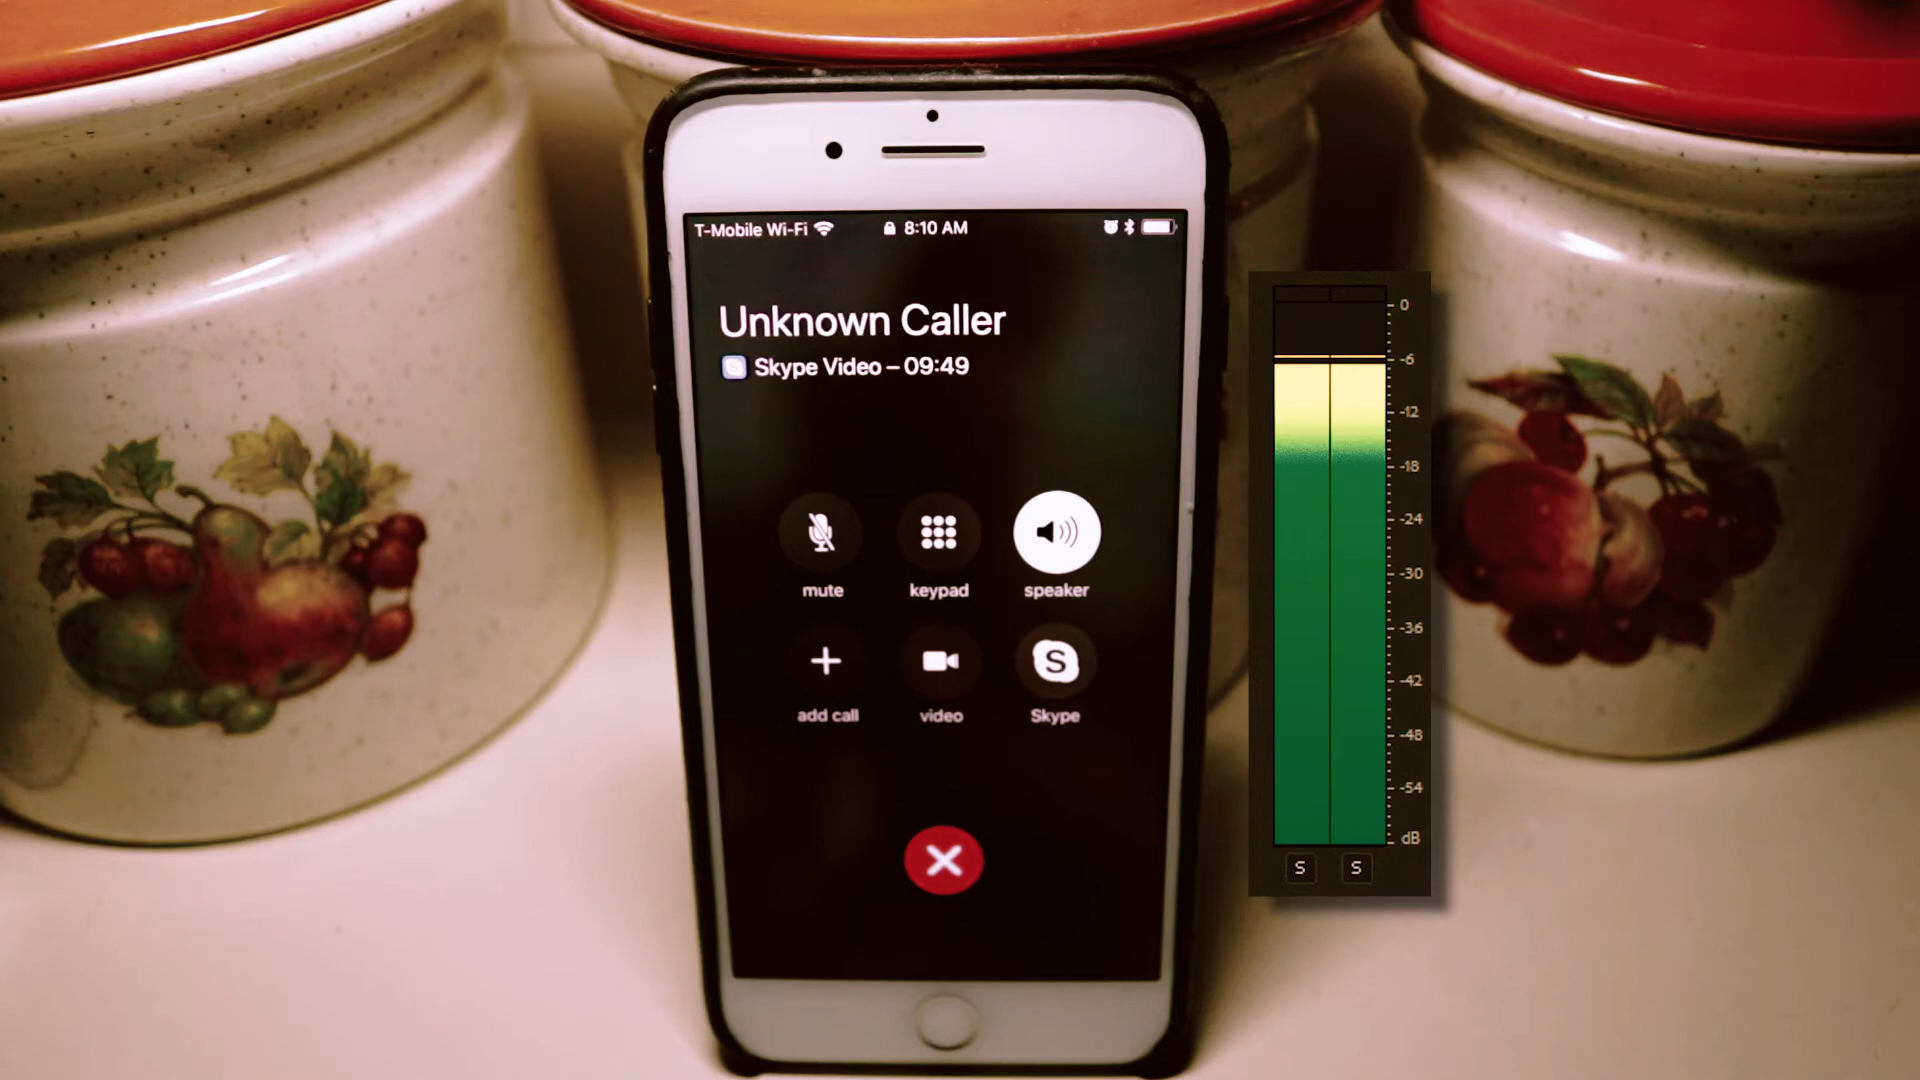 T-Mobile Wi-Fi 8:10 AM
Unknown Caller
Skype Video – 09:49
mute keypad speaker
add call video Skype
0
-6
-12
-18
-24
-30
-36
-42
-48
-54
dB
S S